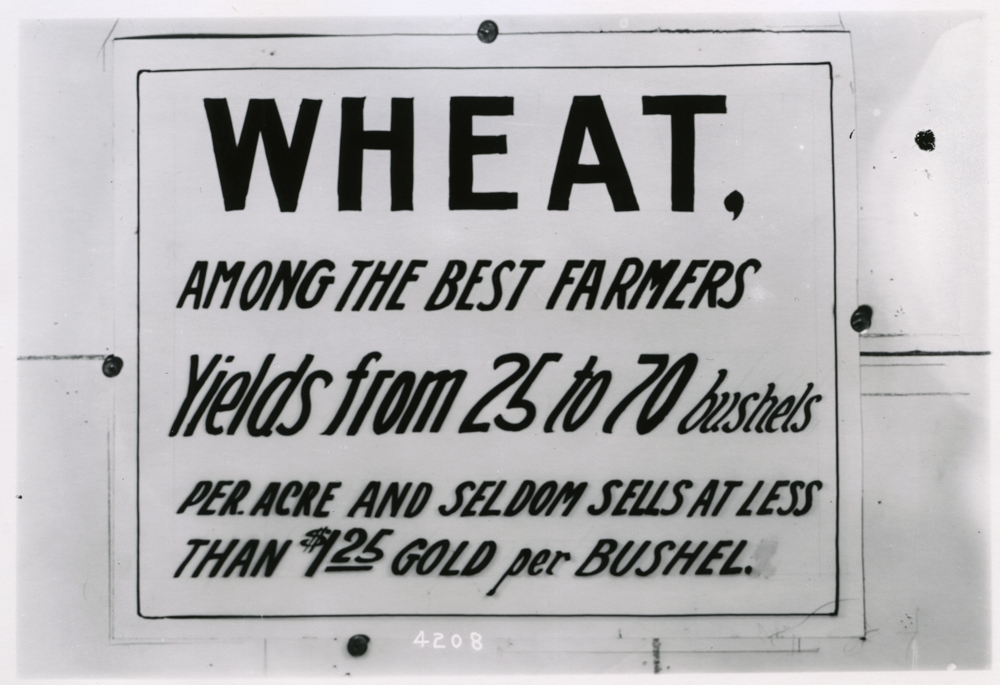 WHEAT,
AMONG THE BEST FARMERS
Yields from 25 to 70 bushels
PER. ACRE AND SELDOM SELLS AT LESS
THAN $1.25 GOLD per BUSHEL.
4208